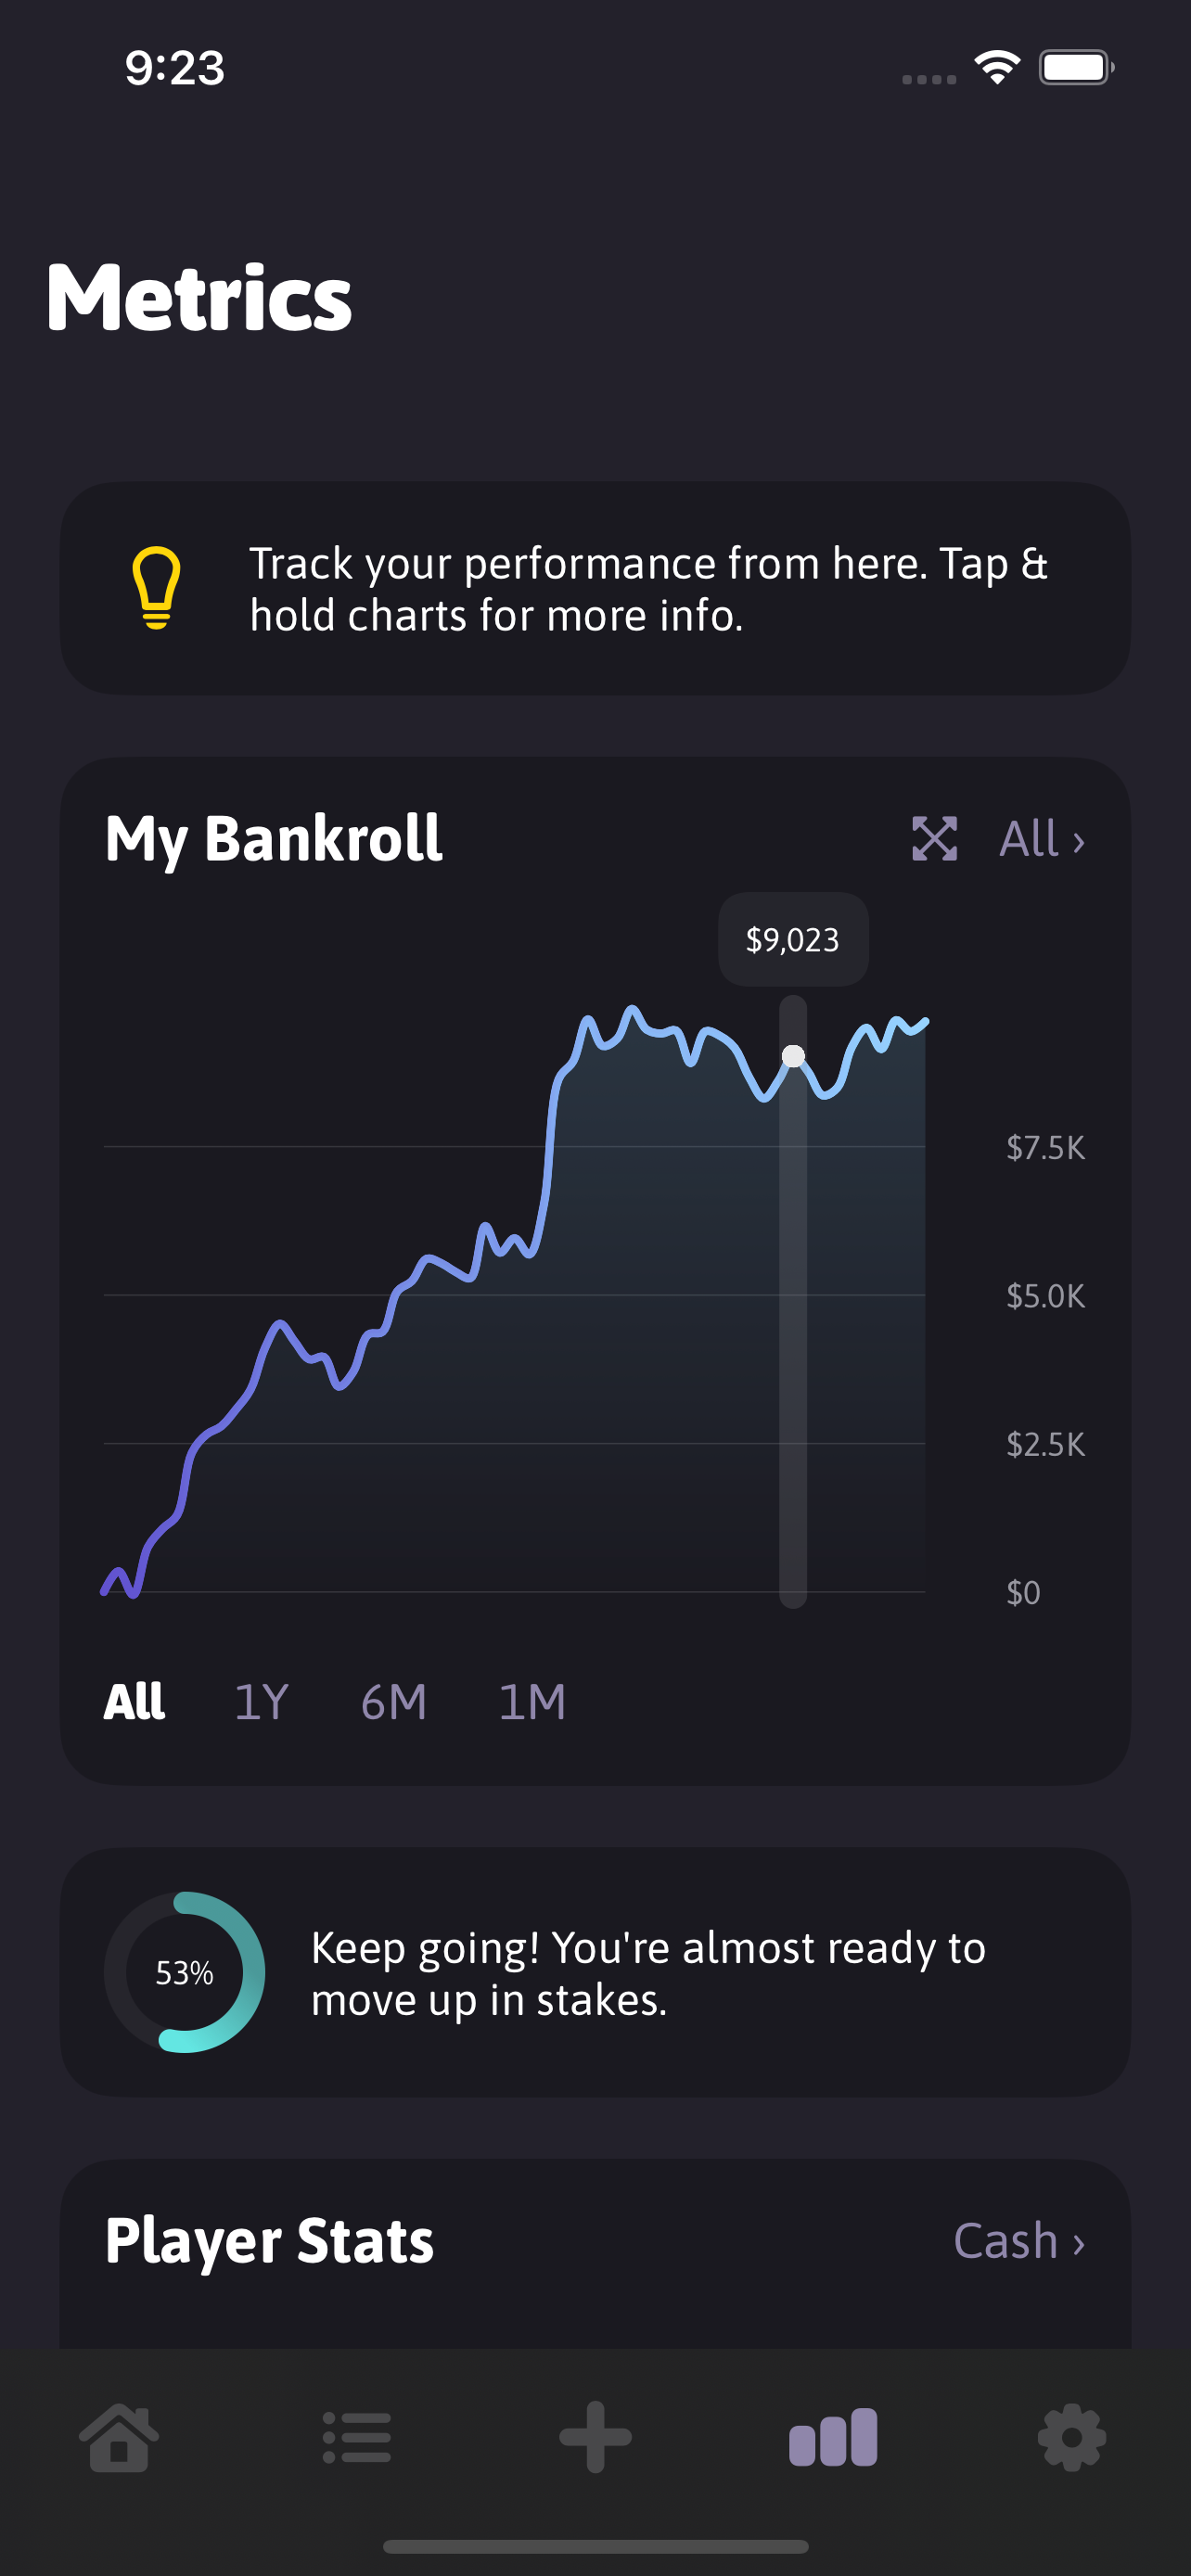 9:23
Metrics
Track your performance from here. Tap &
hold charts for more info.
My Bankroll
All ›
$9,023
$7.5K
$5.0K
$2.5K
$0
All 1Y 6M 1M
53%
Keep going! You're almost ready to
move up in stakes.
Player Stats
Cash ›